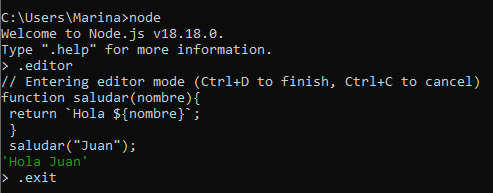 C:\Users\Marina>node
Welcome to Node.js v18.18.0.
Type ".help" for more information.
> .editor
// Entering editor mode (Ctrl+D to finish, Ctrl+C to cancel)
function saludar(nombre){
 return `Hola ${nombre}`;
 }
 saludar("Juan");
'Hola Juan'
> .exit